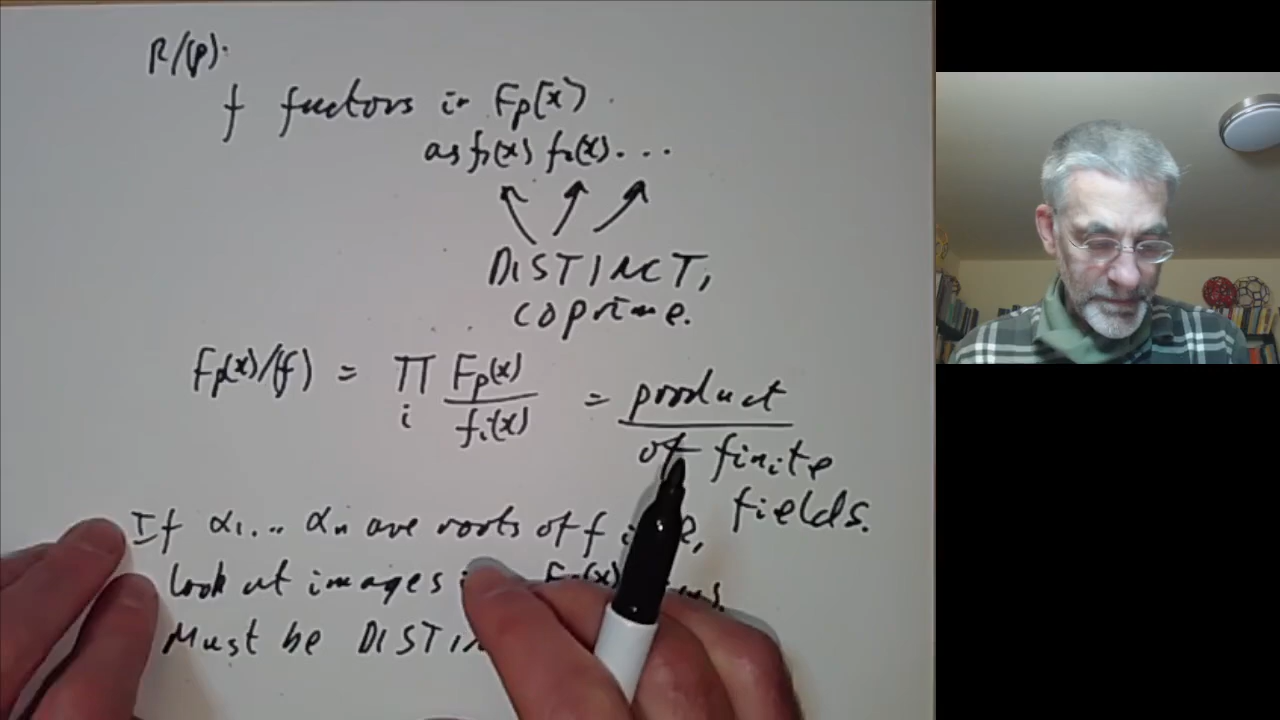 R/(p).
f factors in Fp[x].
as f1(x) f2(x)...
DISTINCT,
coprime.
Fp(x)/(f) = ∏i Fp(x)/fi(x) = product
of finite
fields.
If α1... αn are roots of f
Look at images
Must be